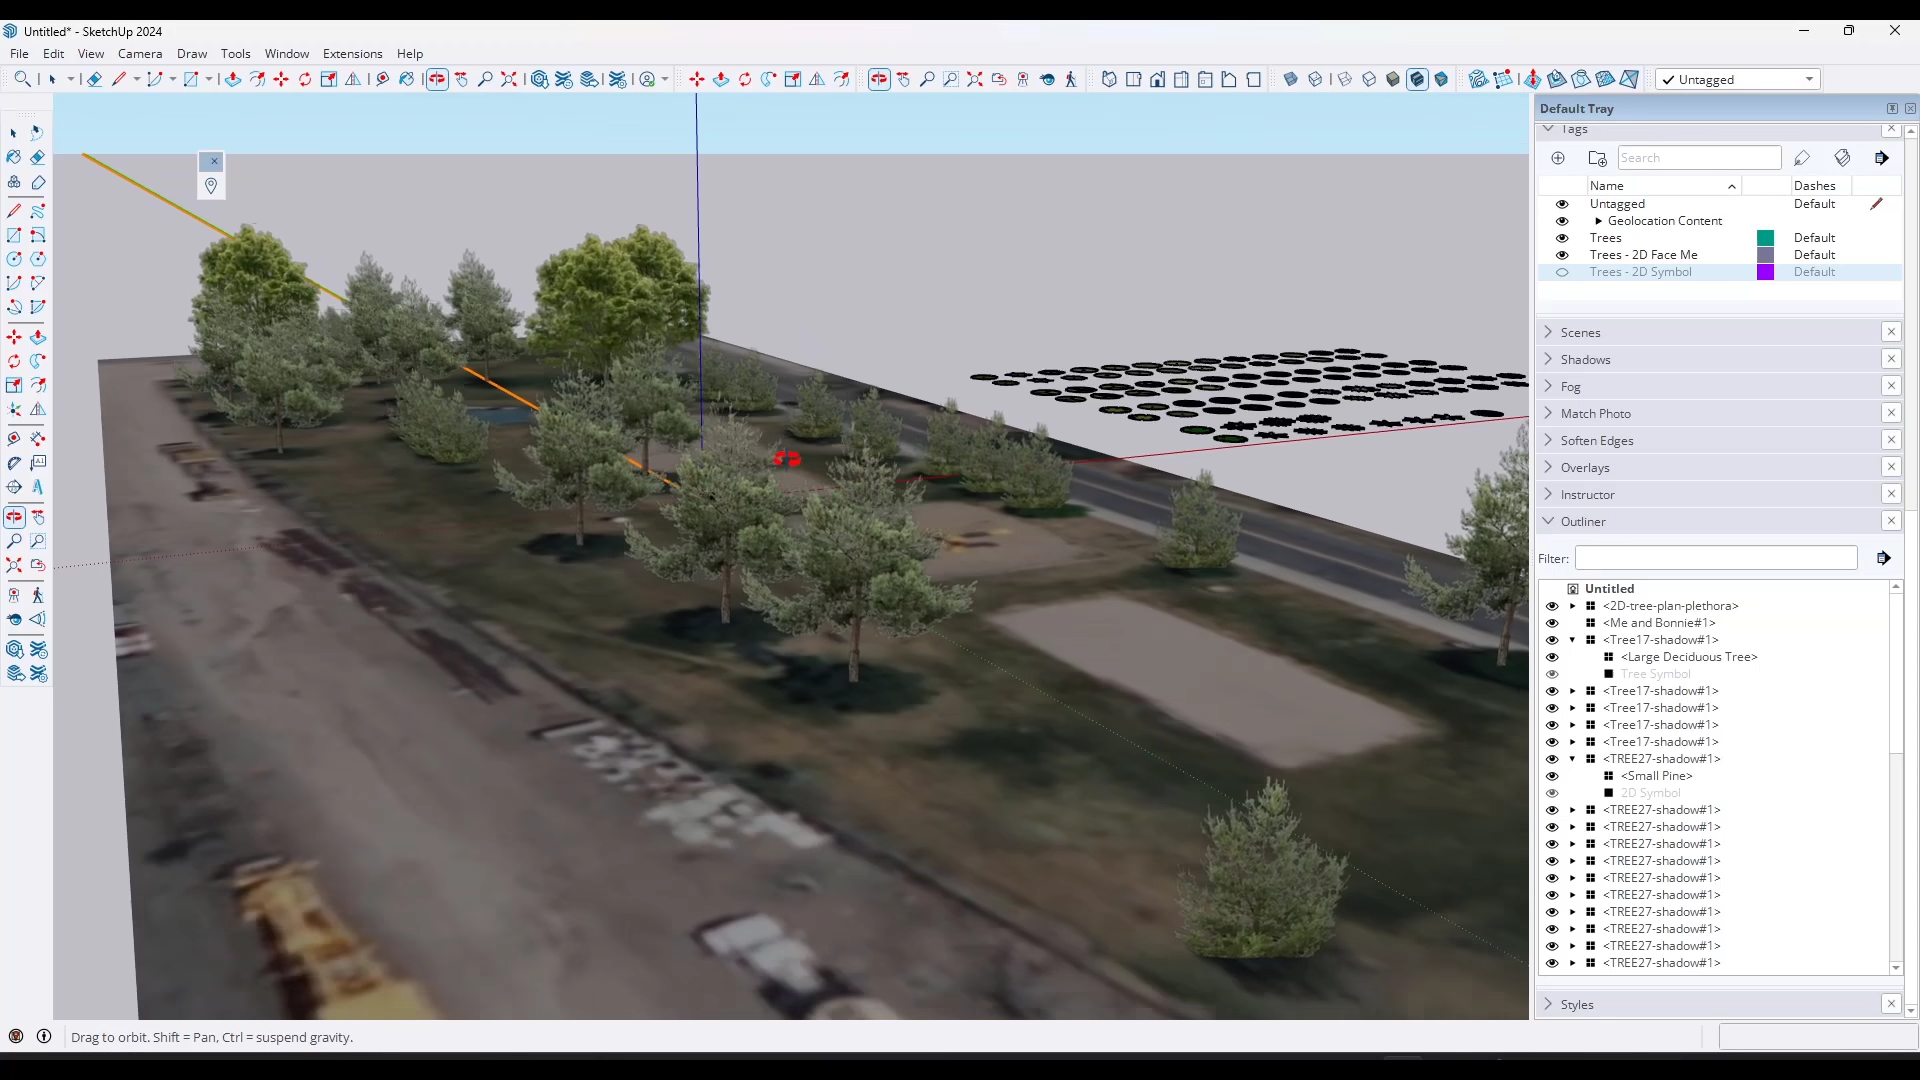 Untitled* - SketchUp 2024
File Edit View Camera Draw Tools Window Extensions Help
Untagged
Default Tray
Tags
Search
Name Dashes
Untagged Default
Geolocation Content
Trees Default
Trees - 2D Face Me Default
Trees - 2D Symbol Default
Scenes
Shadows
Fog
Match Photo
Soften Edges
Overlays
Instructor
Outliner
Filter:
Untitled
<2D-tree-plan-plethora>
<Me and Bonnie#1>
<Tree17-shadow#1>
<Large Deciduous Tree>
Tree Symbol
<Tree17-shadow#1>
<Tree17-shadow#1>
<Tree17-shadow#1>
<Tree17-shadow#1>
<TREE27-shadow#1>
<Small Pine>
2D Symbol
<TREE27-shadow#1>
<TREE27-shadow#1>
<TREE27-shadow#1>
<TREE27-shadow#1>
<TREE27-shadow#1>
<TREE27-shadow#1>
<TREE27-shadow#1>
<TREE27-shadow#1>
<TREE27-shadow#1>
<TREE27-shadow#1>
Styles
Drag to orbit. Shift = Pan, Ctrl = suspend gravity.